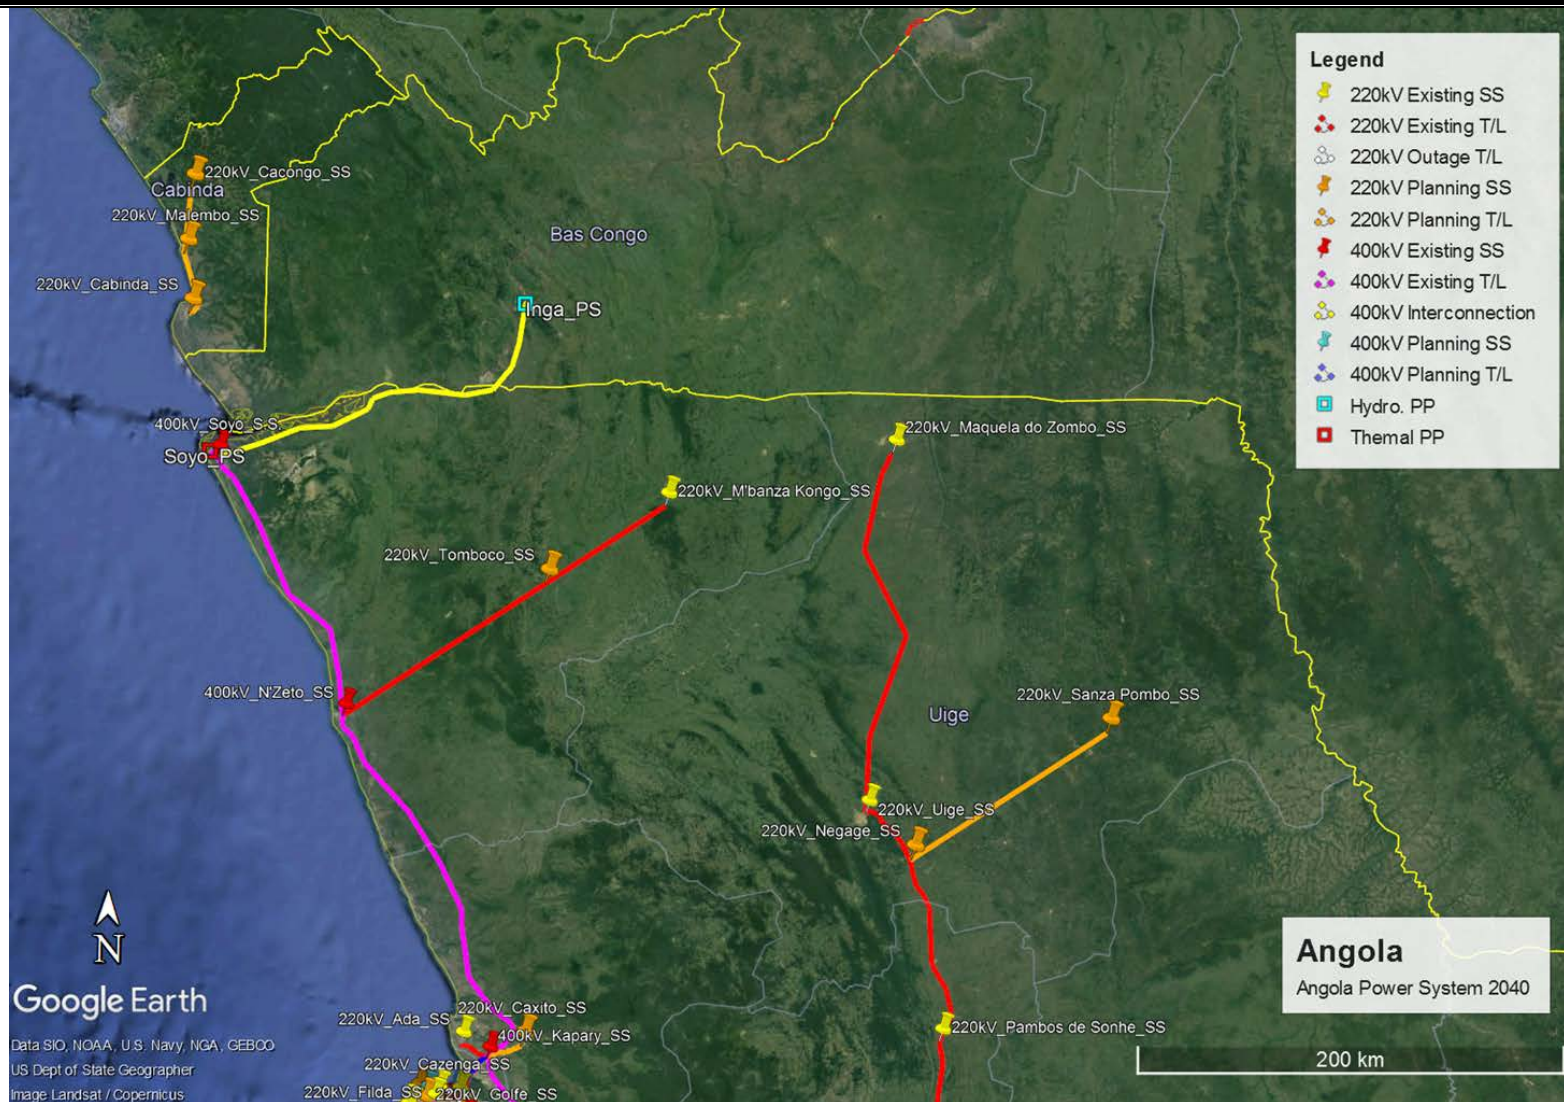 Legend
220kV Existing SS
220kV Existing T/L
220kV Outage T/L
220kV Planning SS
220kV Planning T/L
400kV Existing SS
400kV Existing T/L
400kV Interconnection
400kV Planning SS
400kV Planning T/L
Hydro. PP
Themal PP
220kV_Cacongo_SS
Cabinda
220kV_Malembo_SS
Bas Congo
220kV_Cabinda_SS
Inga_PS
400kV_Soyo_S.S.
Soyo_PS
220kV_Maquela do Zombo_SS
220kV_M'banza Kongo_SS
220kV_Tomboco_SS
400kV_N'Zeto_SS
220kV_Sanza Pombo_SS
Uige
220kV_Uige_SS
220kV_Negage_SS
N
Google Earth
220kV_Caxito_SS
220kV_Ada_SS
400kV_Kapary_SS
220kV_Pambos de Sonhe_SS
220kV_Cazenga_SS
220kV_Filda_SS
220kV_Golfe_SS
Data SIO, NOAA, U.S. Navy, NGA, GEBCO
US Dept of State Geographer
Image Landsat / Copernicus
Angola
Angola Power System 2040
200 km